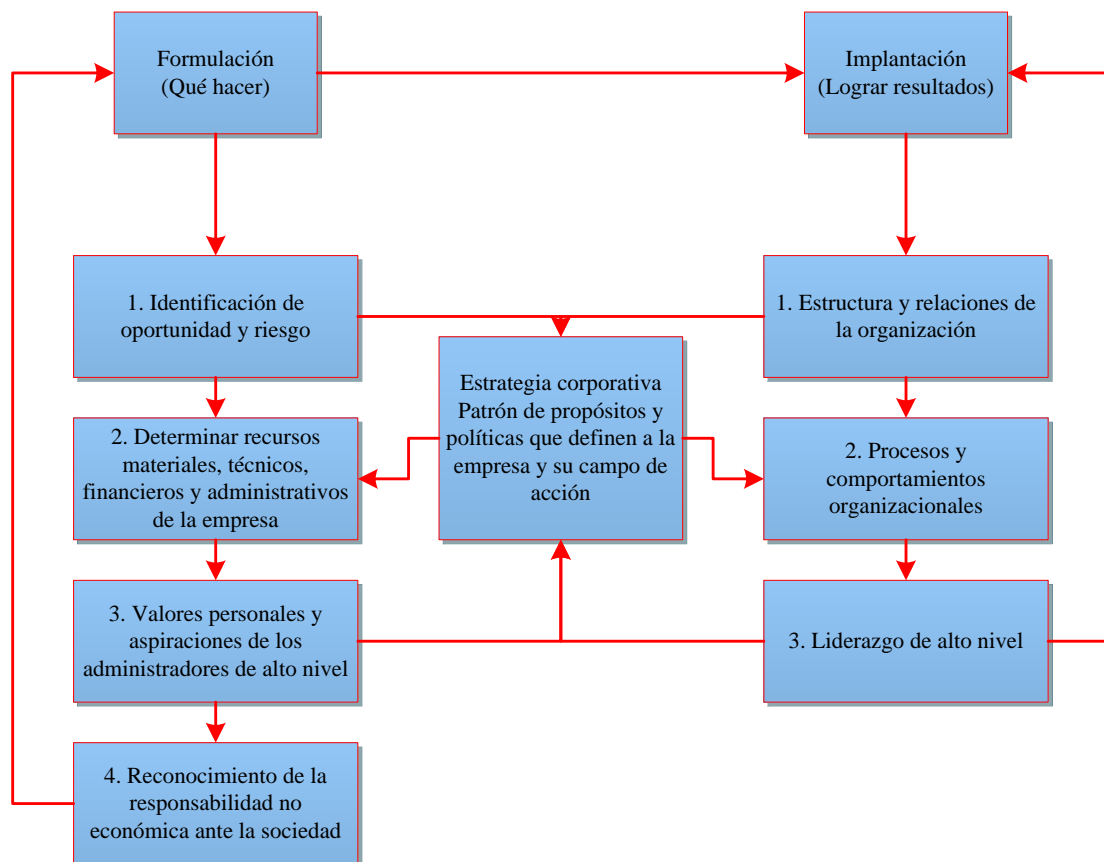 Formulación
(Qué hacer)
Implantación
(Lograr resultados)
1. Identificación de
oportunidad y riesgo
1. Estructura y relaciones de
la organización
Estrategia corporativa
Patrón de propósitos y
políticas que definen a la
empresa y su campo de
acción
2. Determinar recursos
materiales, técnicos,
financieros y administrativos
de la empresa
2. Procesos y
comportamientos
organizacionales
3. Valores personales y
aspiraciones de los
administradores de alto nivel
3. Liderazgo de alto nivel
4. Reconocimiento de la
responsabilidad no
económica ante la sociedad